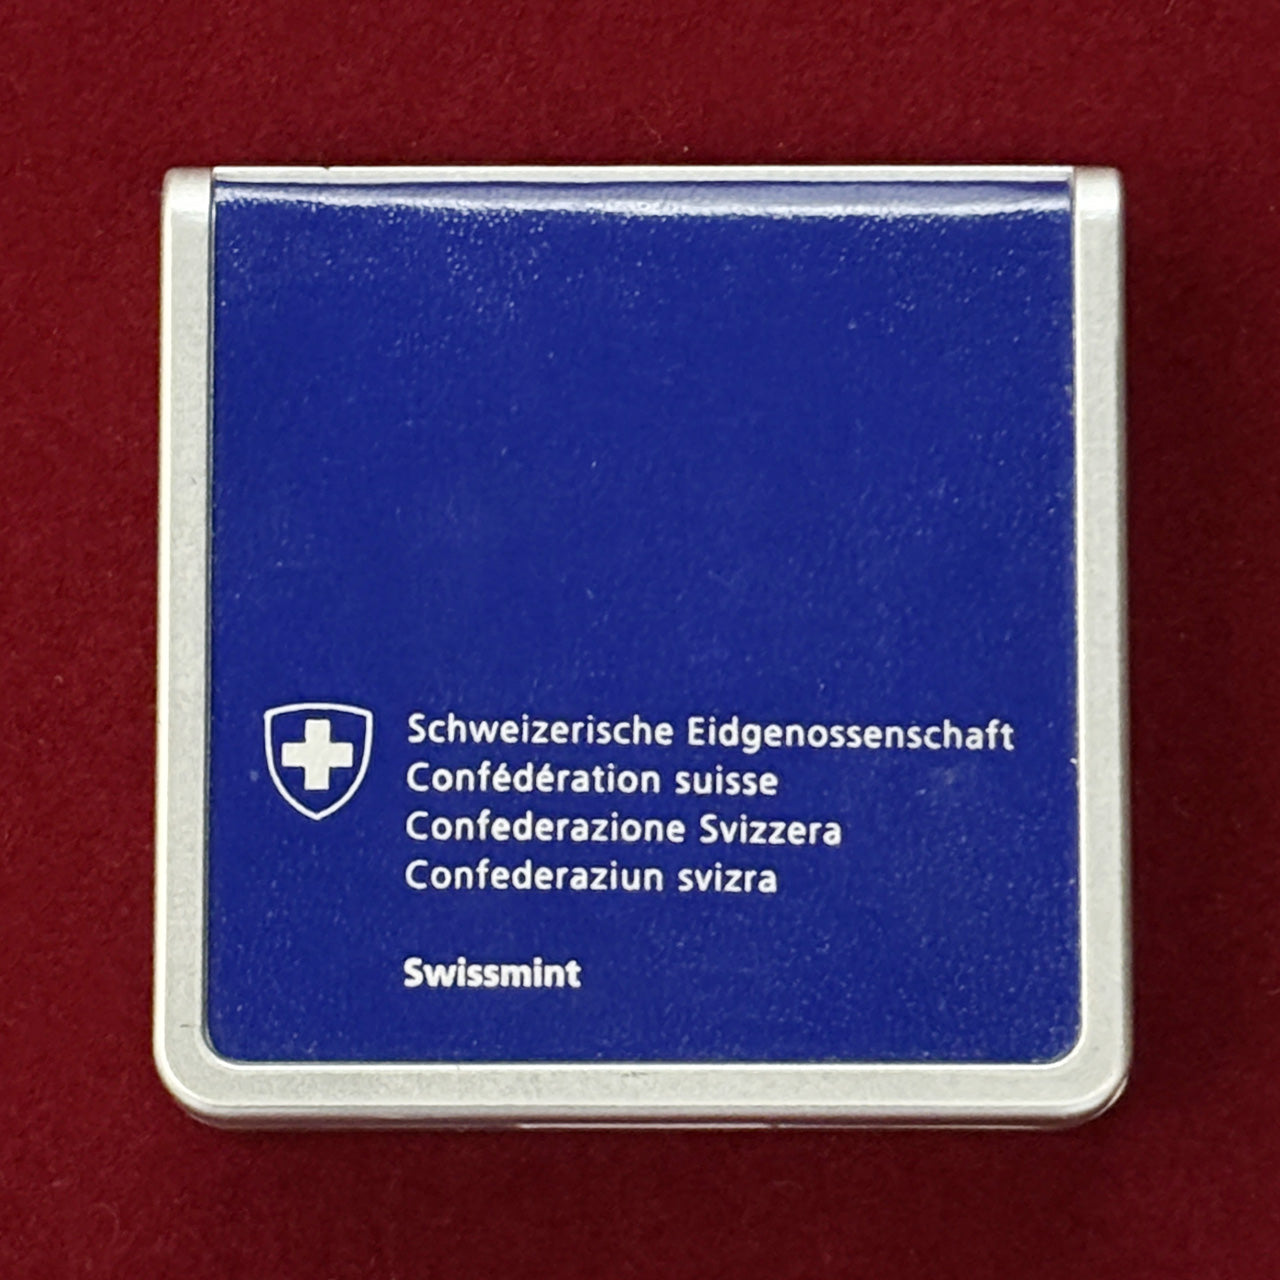 Schweizerische Eidgenossenschaft
Confédération suisse
Confederazione Svizzera
Confederaziun svizra
Swissmint